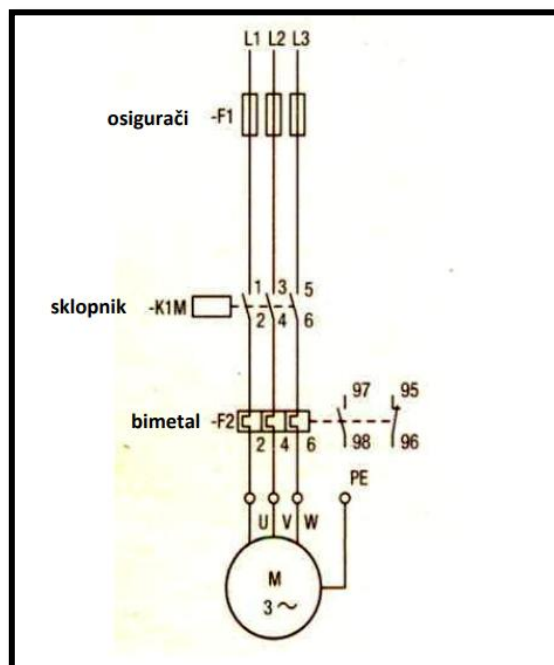 L1 L2 L3
osigurači -F1
1 3 5
sklopnik -K1M
2 4 6
97 95
bimetal -F2
2 4 6 98 96
PE
U V W
M
3 ~